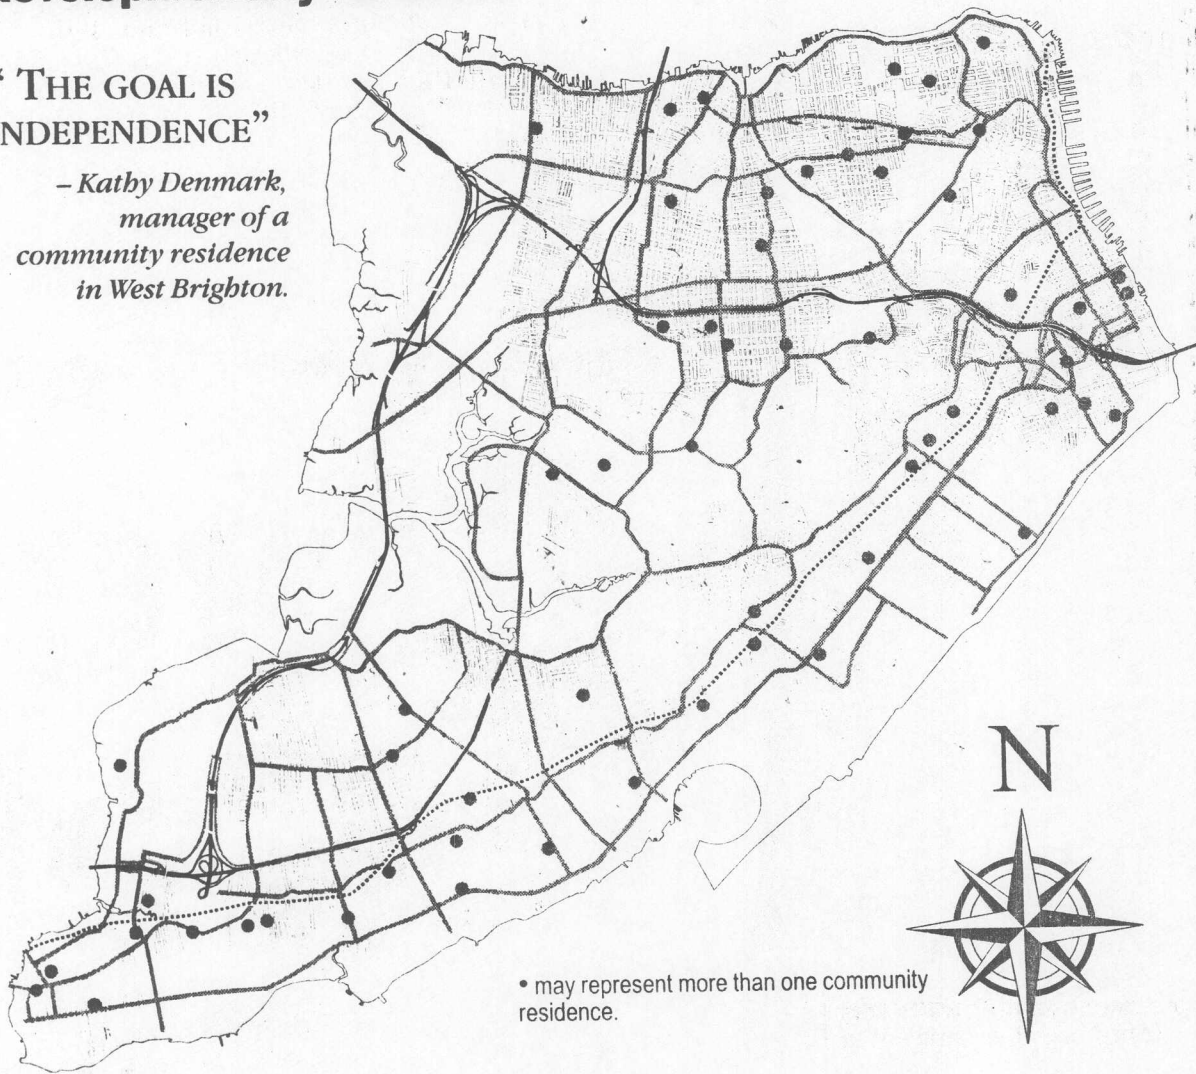 “ THE GOAL IS
NDEPENDENCE”
– Kathy Denmark,
manager of a
community residence
in West Brighton.
N
• may represent more than one community
residence.